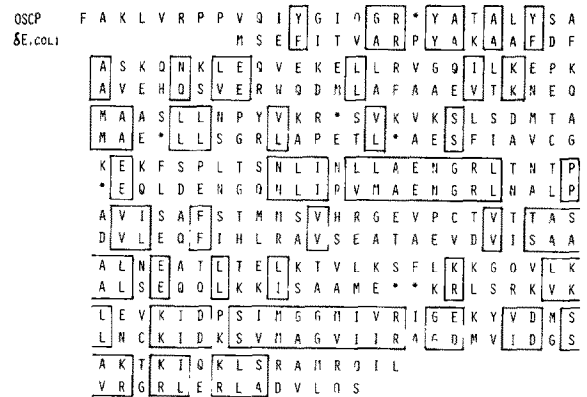 OSCP F A K L V R P P V Q I Y G I Q G R * Y A T A L Y S A
δE.COLI M S E F I T V A R P Y A K A A F D F
A S K Q N K L E Q V E K E L L R V G Q I L K E P K
A V E H Q S V E R W Q D M L A F A A E V T K N E Q
M A A S L L N P Y V K R * S V K V K S L S D M T A
M A E * L L S G R L A P E T L * A E S F I A V C G
K E K F S P L T S N L I N L L A E N G R L T N T P
* E Q L D E N G Q N L I P V M A E N G R L N A L P
A V I S A F S T M M S V H R G E V P C T V T T A S
D V L E Q F I H L R A V S E A T A E V D V I S A A
A L N E A T L T E L K T V L K S F L K K G Q V L K
A L S E Q Q L K K I S A A M E * * K R L S R K V K
L E V K I D P S I M G G M I V R I G E K Y V D M S
L N C K I D K S V M A G V I I R A G D M V I D G S
A K T K I Q K L S R A M R Q I L
V R G R L E R L A D V L Q S